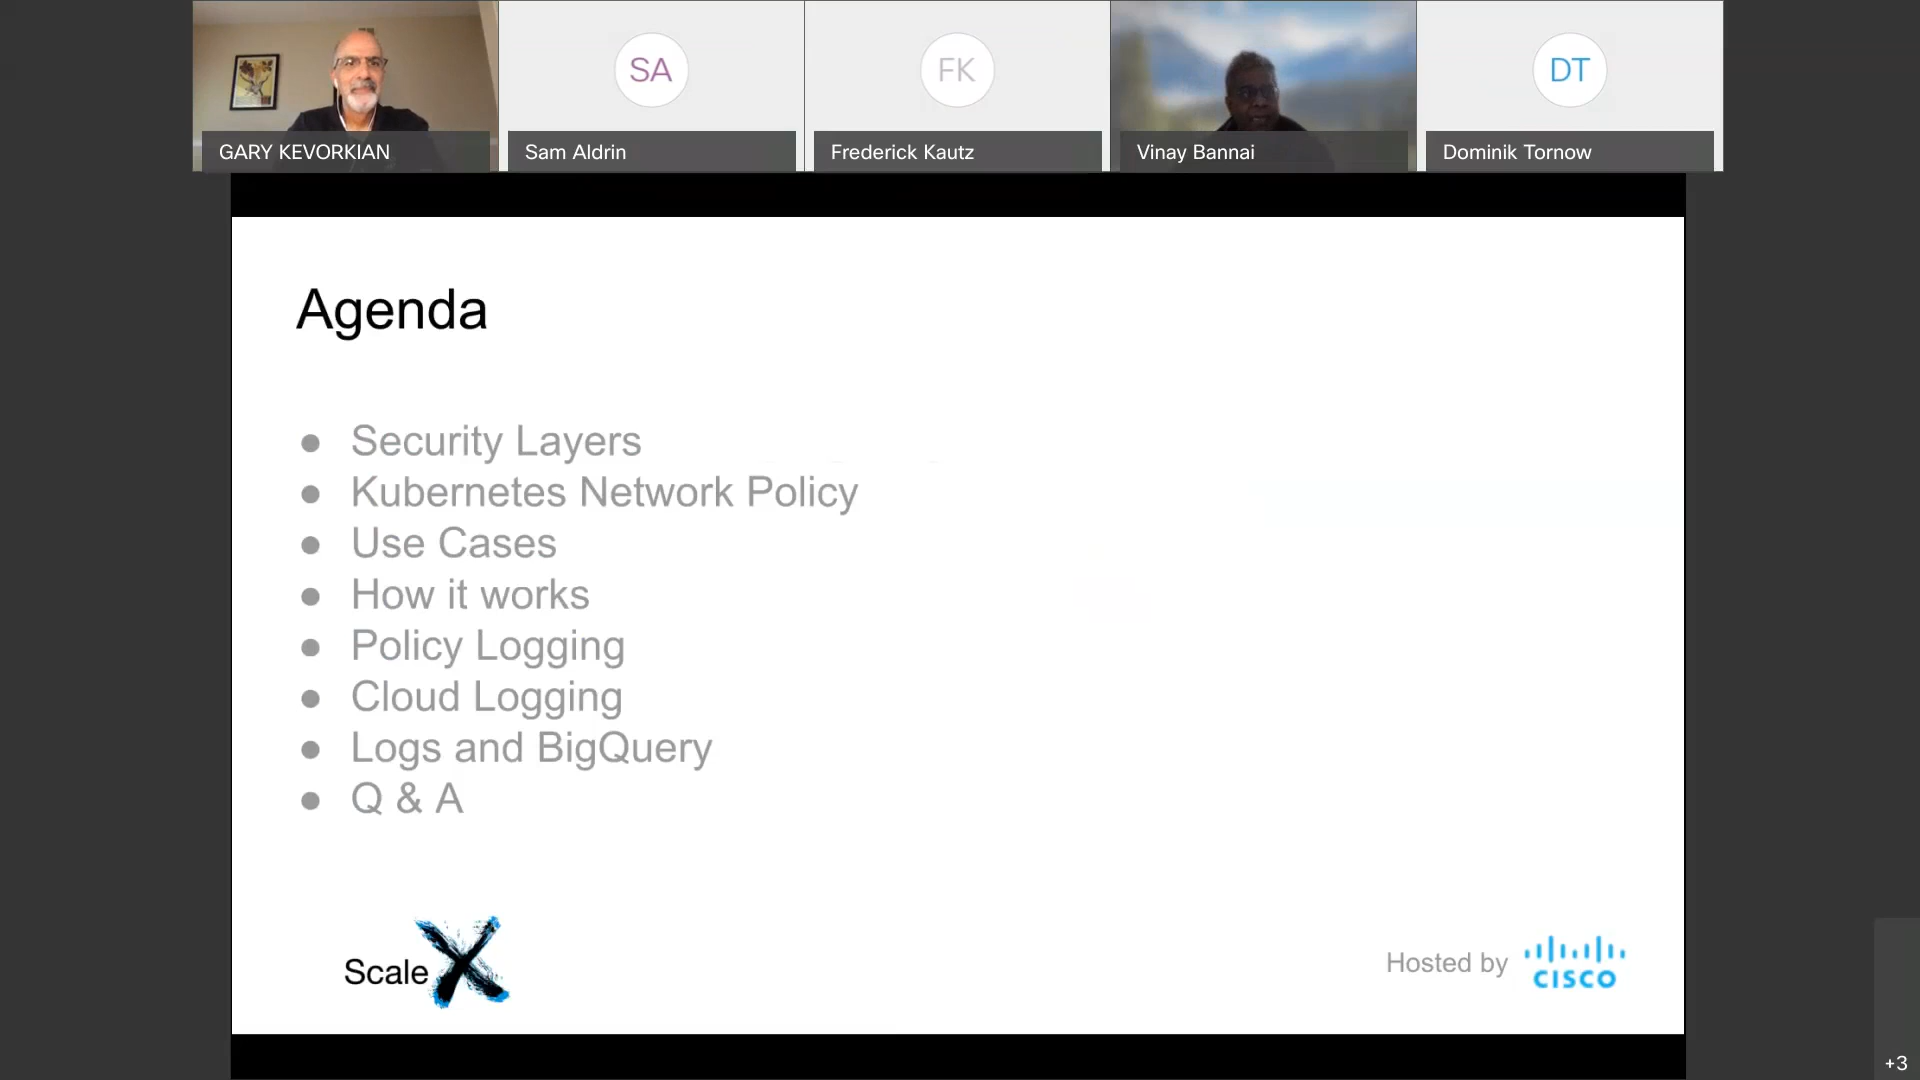 GARY KEVORKIAN
SA
Sam Aldrin
FK
Frederick Kautz
Vinay Bannai
DT
Dominik Tornow
Agenda
● Security Layers
● Kubernetes Network Policy
● Use Cases
● How it works
● Policy Logging
● Cloud Logging
● Logs and BigQuery
● Q & A
Scale X
Hosted by
CISCO
+3